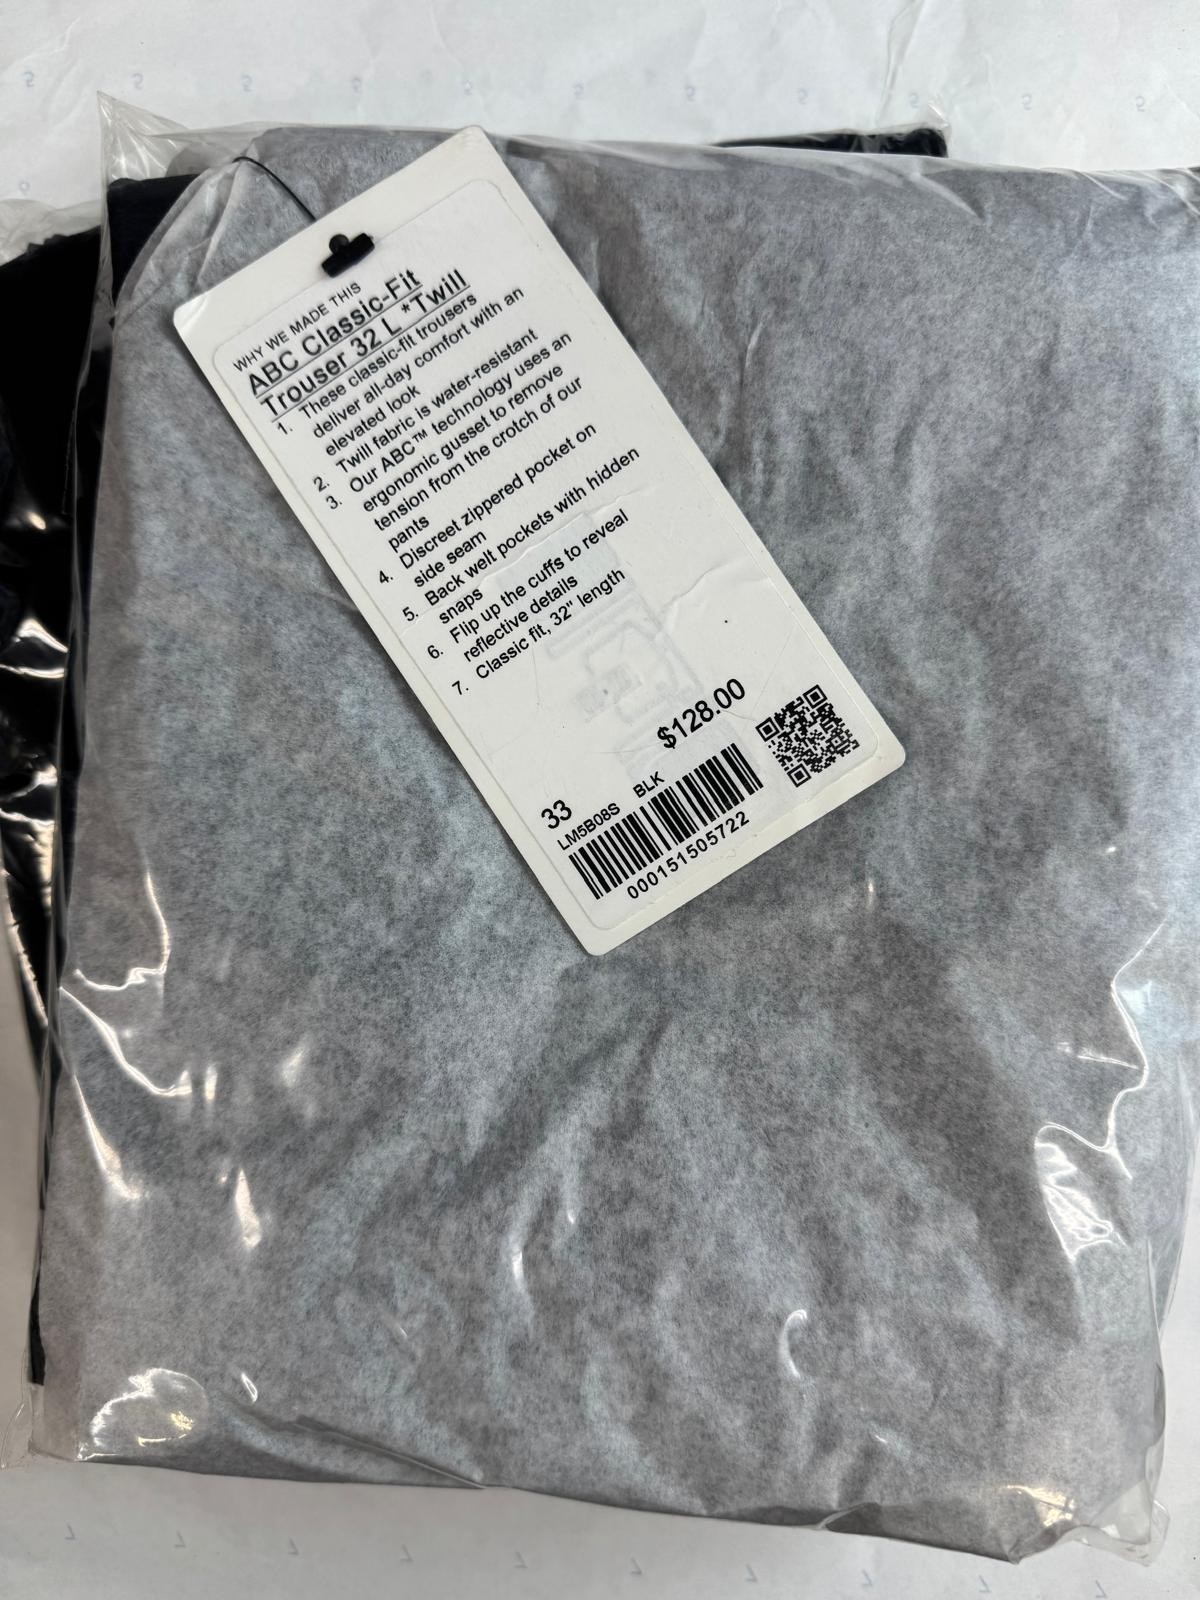 WHY WE MADE THIS
ABC Classic-Fit
Trouser 32 L *Twill
1. These classic-fit trousers
deliver all-day comfort with an
elevated look
2. Twill fabric is water-resistant
3. Our ABC™ technology uses an
ergonomic gusset to remove
tension from the crotch of our
pants
4. Discreet zippered pocket on
side seam
5. Back welt pockets with hidden
snaps
6. Flip up the cuffs to reveal
reflective details
7. Classic fit, 32" length
$128.00
33
LM5B08S BLK
000151505722